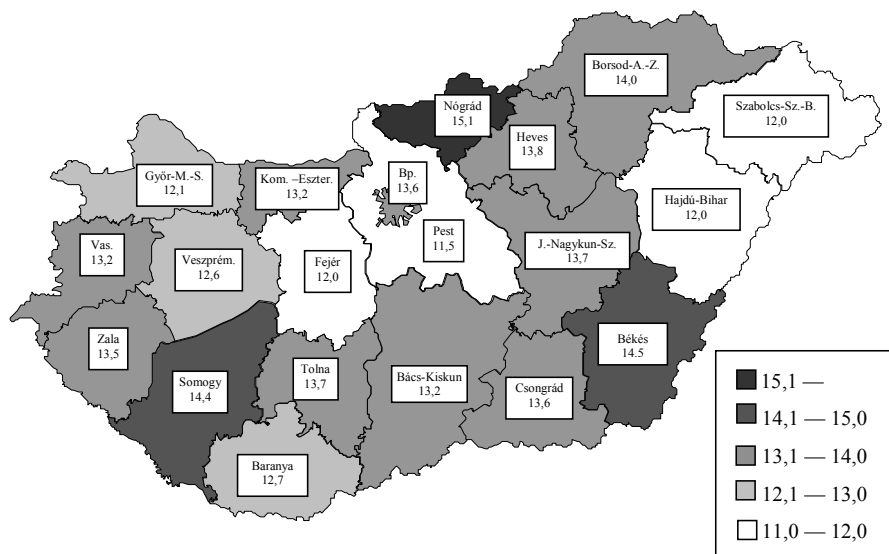 Borsod-A.-Z.
14,0
Nógrád
15,1
Szabolcs-Sz.-B.
12,0
Heves
13,8
Győr-M.-S.
12,1
Kom. –Eszter.
13,2
Bp.
13,6
Hajdú-Bihar
12,0
Vas.
13,2
Veszprém.
12,6
Fejér
12,0
Pest
11,5
J.-Nagykun-Sz.
13,7
Zala
13,5
Somogy
14,4
Tolna
13,7
Bács-Kiskun
13,2
Csongrád
13,6
Békés
14.5
Baranya
12,7
15,1 —
14,1 — 15,0
13,1 — 14,0
12,1 — 13,0
11,0 — 12,0